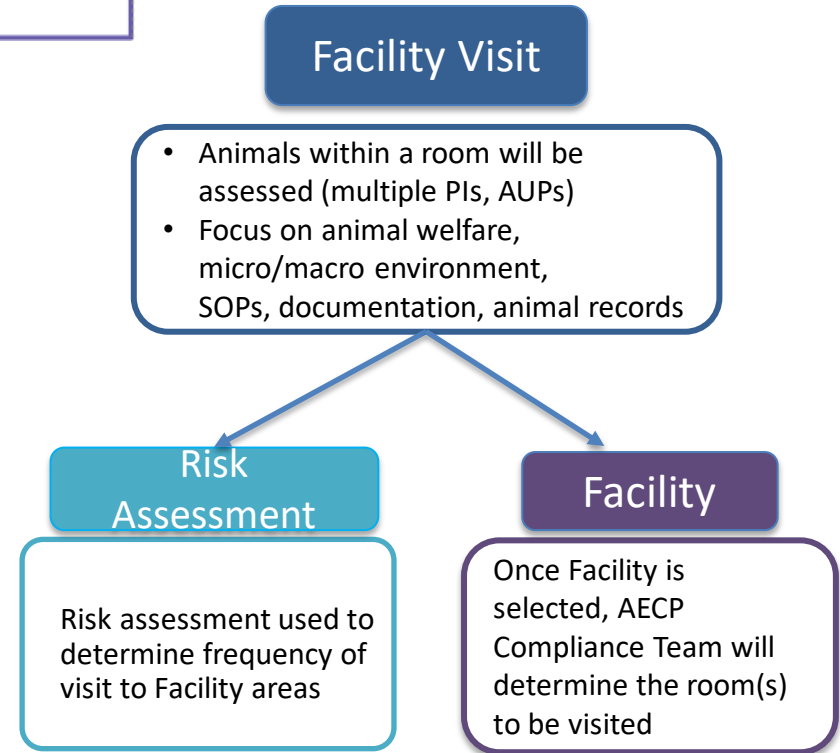 Facility Visit
• Animals within a room will be
assessed (multiple PIs, AUPs)
• Focus on animal welfare,
micro/macro environment,
SOPs, documentation, animal records
Risk
Assessment
Risk assessment used to
determine frequency of
visit to Facility areas
Facility
Once Facility is
selected, AECP
Compliance Team will
determine the room(s)
to be visited